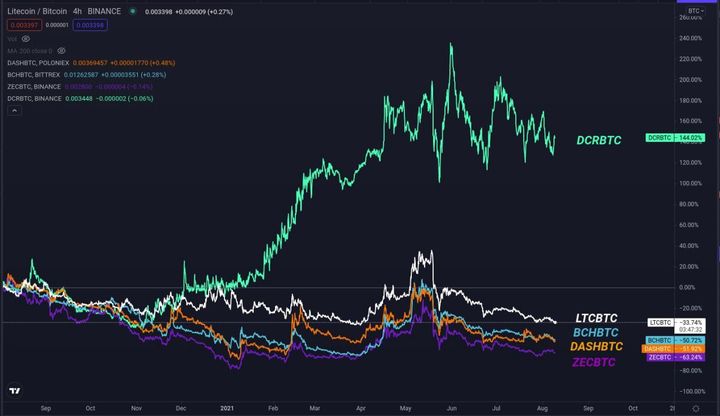 Litecoin / Bitcoin 4h BINANCE 0.003398 +0.000009 (+0.27%)
BTC
0.003397 0.000001 0.003398
Vol
MA 200 close 0
DASHBTC, POLONIEX 0.00369457 +0.00001770 (+0.48%)
BCHBTC, BITTREX 0.01262587 +0.00003551 (+0.28%)
ZECBTC, BINANCE 0.002600 −0.000004 (−0.14%)
DCRBTC, BINANCE 0.003448 −0.000002 (−0.06%)
260.00%
240.00%
220.00%
200.00%
180.00%
160.00%
DCRBTC
DCRBTC 144.02%
120.00%
100.00%
80.00%
60.00%
40.00%
20.00%
0.00%
−20.00%
LTCBTC
LTCBTC −33.74%
03:47:32
BCHBTC
BCHBTC −50.72%
DASHBTC
DASHBTC −51.92%
ZECBTC
ZECBTC −63.24%
−80.00%
−100.00%
Sep Oct Nov Dec 2021 Feb Mar Apr May Jun Jul Aug Sep Oct Nov Dec 20